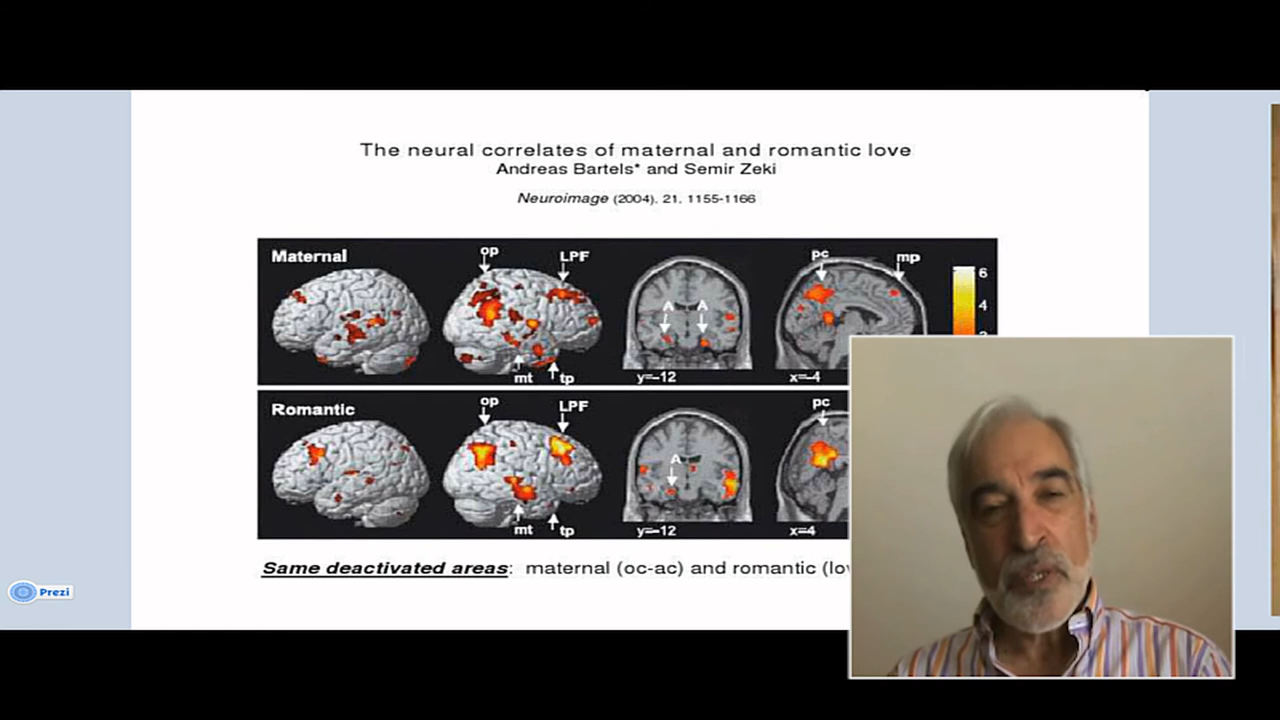 The neural correlates of maternal and romantic love
Andreas Bartels* and Semir Zeki
Neuroimage (2004). 21. 1155-1166
Maternal
op
LPF
A A
pc
mp
6
4
mt
tp
y=-12
x=-4
Romantic
op
LPF
A
pc
mt
tp
y=-12
x=4
Same deactivated areas: maternal (oc-ac) and romantic
Prezi